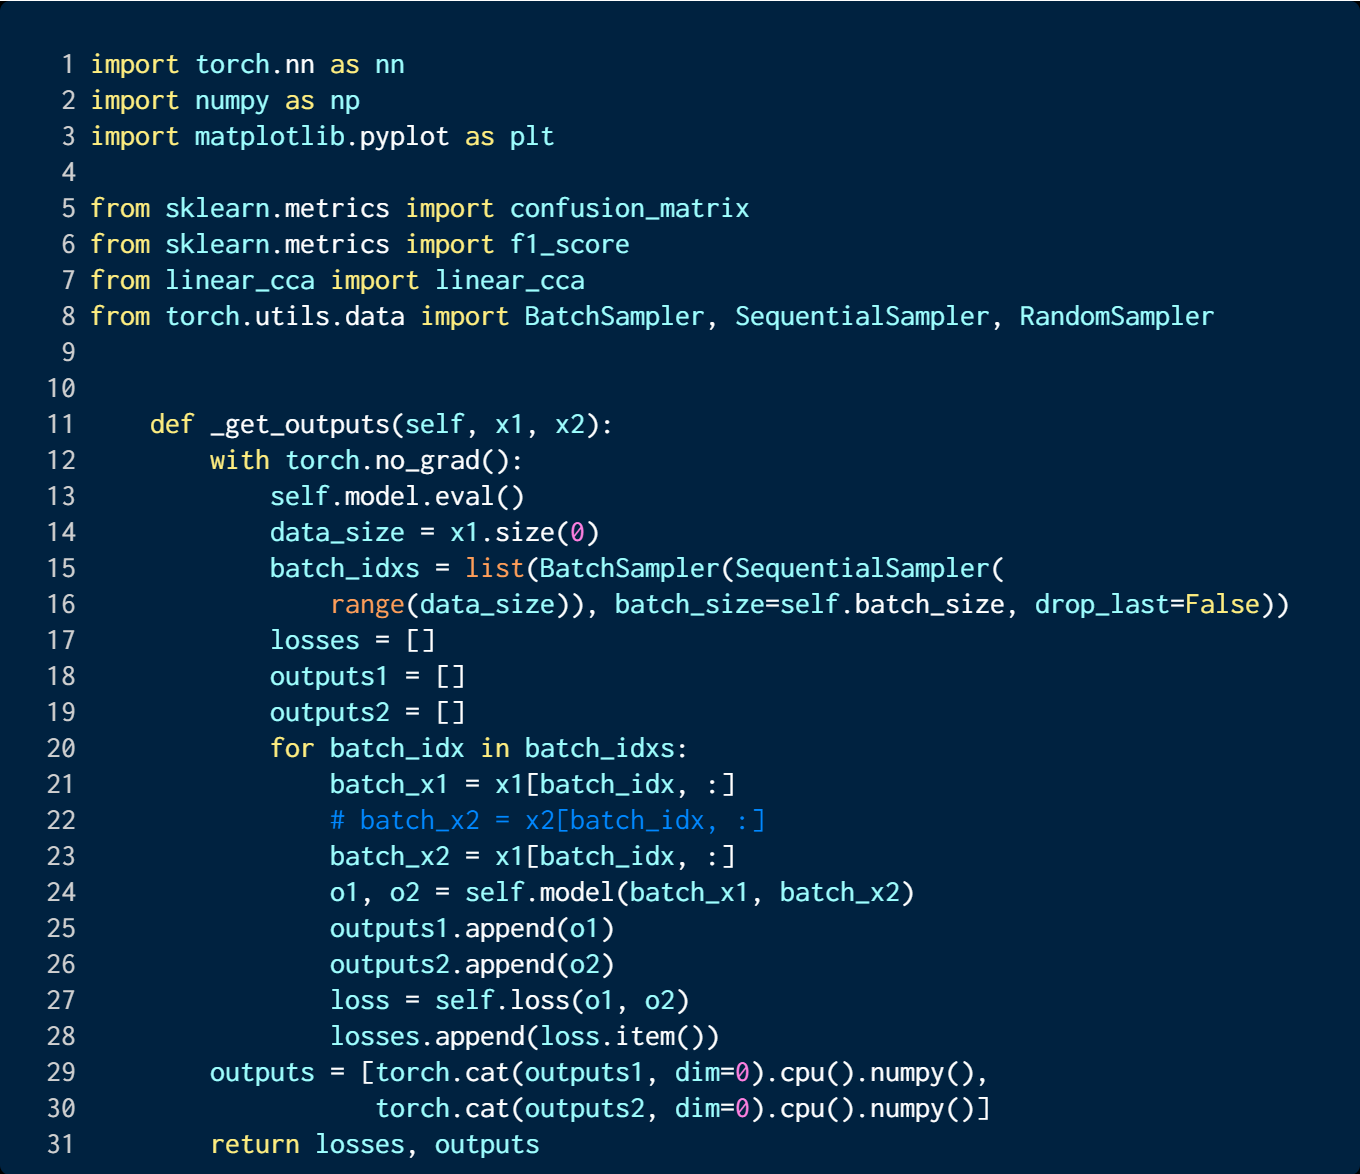 1 import torch.nn as nn
2 import numpy as np
3 import matplotlib.pyplot as plt
4
5 from sklearn.metrics import confusion_matrix
6 from sklearn.metrics import f1_score
7 from linear_cca import linear_cca
8 from torch.utils.data import BatchSampler, SequentialSampler, RandomSampler
9
10
11     def _get_outputs(self, x1, x2):
12         with torch.no_grad():
13             self.model.eval()
14             data_size = x1.size(0)
15             batch_idxs = list(BatchSampler(SequentialSampler(
16                 range(data_size)), batch_size=self.batch_size, drop_last=False))
17             losses = []
18             outputs1 = []
19             outputs2 = []
20             for batch_idx in batch_idxs:
21                 batch_x1 = x1[batch_idx, :]
22                 # batch_x2 = x2[batch_idx, :]
23                 batch_x2 = x1[batch_idx, :]
24                 o1, o2 = self.model(batch_x1, batch_x2)
25                 outputs1.append(o1)
26                 outputs2.append(o2)
27                 loss = self.loss(o1, o2)
28                 losses.append(loss.item())
29         outputs = [torch.cat(outputs1, dim=0).cpu().numpy(),
30                    torch.cat(outputs2, dim=0).cpu().numpy()]
31         return losses, outputs